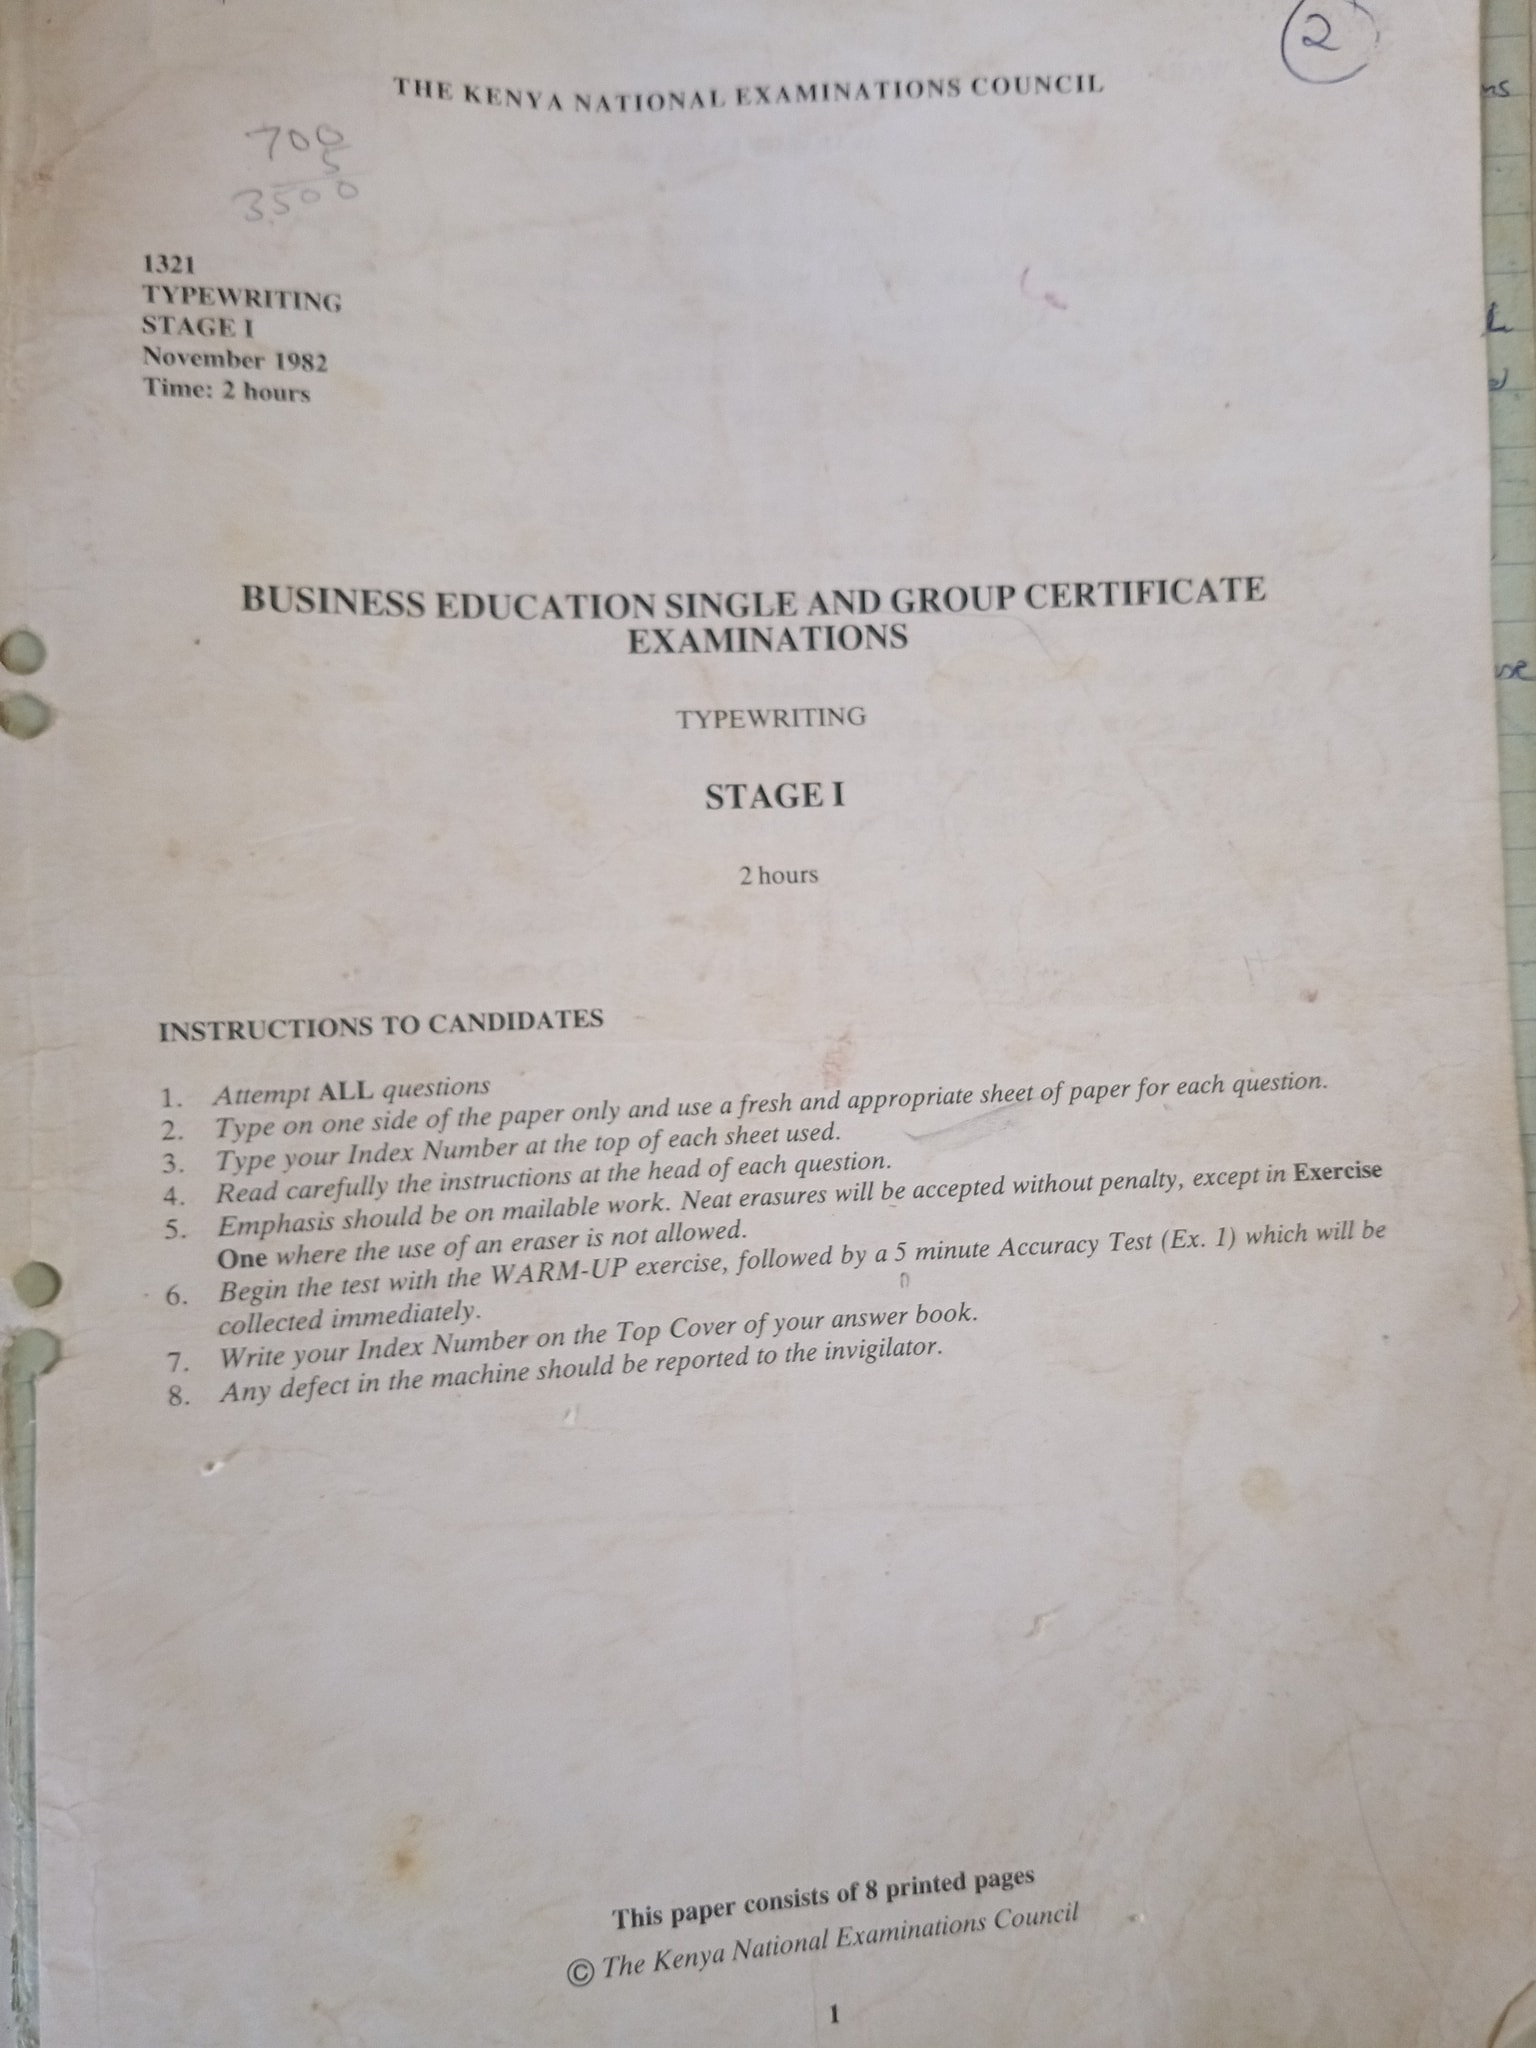 2
THE KENYA NATIONAL EXAMINATIONS COUNCIL
700
5
3500
1321
TYPEWRITING
STAGE I
November 1982
Time: 2 hours
BUSINESS EDUCATION SINGLE AND GROUP CERTIFICATE
EXAMINATIONS
TYPEWRITING
STAGE I
2 hours
INSTRUCTIONS TO CANDIDATES
1. Attempt ALL questions
2. Type on one side of the paper only and use a fresh and appropriate sheet of paper for each question.
3. Type your Index Number at the top of each sheet used.
4. Read carefully the instructions at the head of each question.
5. Emphasis should be on mailable work. Neat erasures will be accepted without penalty, except in Exercise
One where the use of an eraser is not allowed.
6. Begin the test with the WARM-UP exercise, followed by a 5 minute Accuracy Test (Ex. 1) which will be
collected immediately.
7. Write your Index Number on the Top Cover of your answer book.
8. Any defect in the machine should be reported to the invigilator.
This paper consists of 8 printed pages
© The Kenya National Examinations Council
1